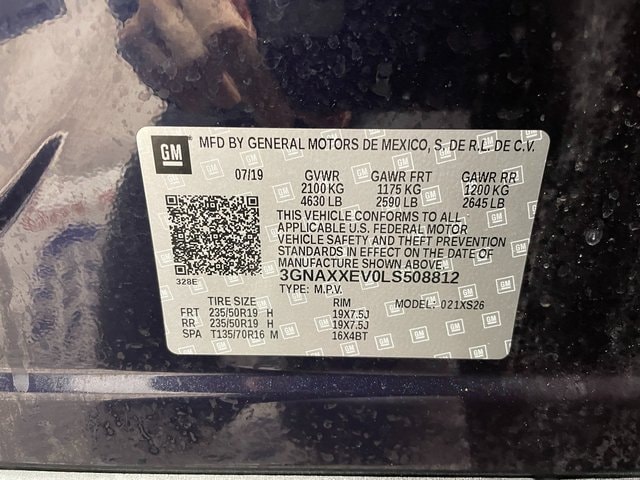 GM MFD BY GENERAL MOTORS DE MEXICO, S. DE R.L. DE C.V.
07/19 GVWR GAWR FRT GAWR RR
2100 KG 1175 KG 1200 KG
4630 LB 2590 LB 2645 LB
THIS VEHICLE CONFORMS TO ALL
APPLICABLE U.S. FEDERAL MOTOR
VEHICLE SAFETY AND THEFT PREVENTION
STANDARDS IN EFFECT ON THE DATE OF
MANUFACTURE SHOWN ABOVE.
328E 3GNAXXEV0LS508812
TYPE: M.P.V.
TIRE SIZE RIM MODEL: 021XS26
FRT 235/50R19 H 19X7.5J
RR 235/50R19 H 19X7.5J
SPA T135/70R16 M 16X4BT